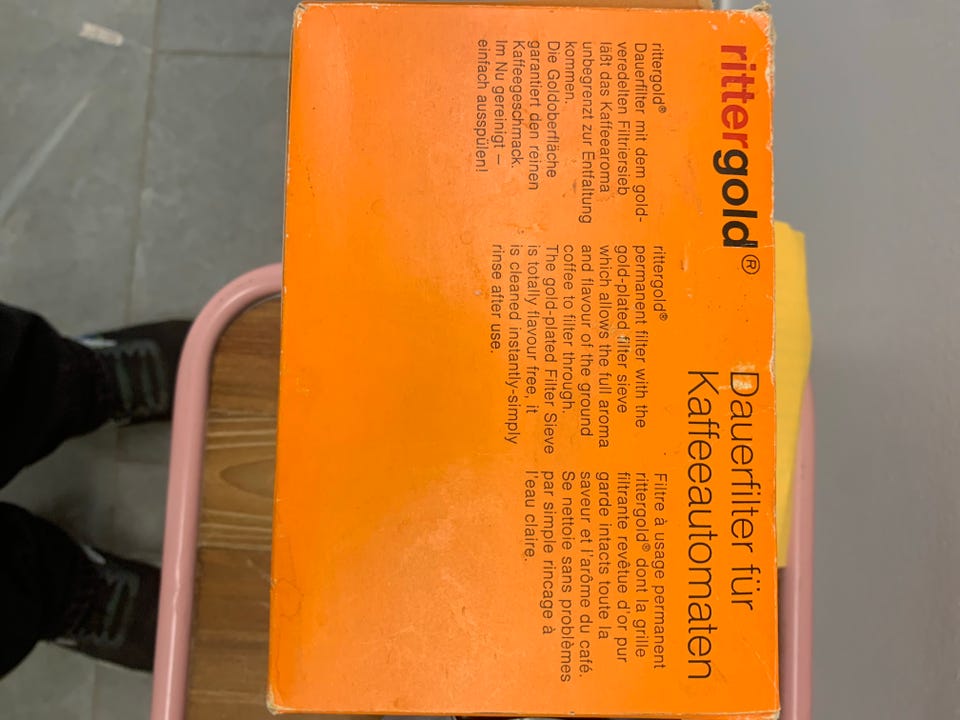 rittergold®
Dauerfilter für
Kaffeeautomaten
rittergold®
Dauerfilter mit dem gold-
veredelten Filtriersieb
läßt das Kaffeearoma
unbegrenzt zur Entfaltung
kommen.
Die Goldoberfläche
garantiert den reinen
Kaffeegeschmack.
Im Nu gereinigt –
einfach ausspülen!
rittergold®
permanent filter with the
gold-plated filter sieve
which allows the full aroma
and flavour of the ground
coffee to filter through.
The gold-plated Filter Sieve
is totally flavour free, it
is cleaned instantly-simply
rinse after use.
Filtre à usage permanent
rittergold® dont la grille
filtrante revêtue d'or pur
garde intacts toute la
saveur et l'arôme du café.
Se nettoie sans problèmes
par simple rincage à
l'eau claire.